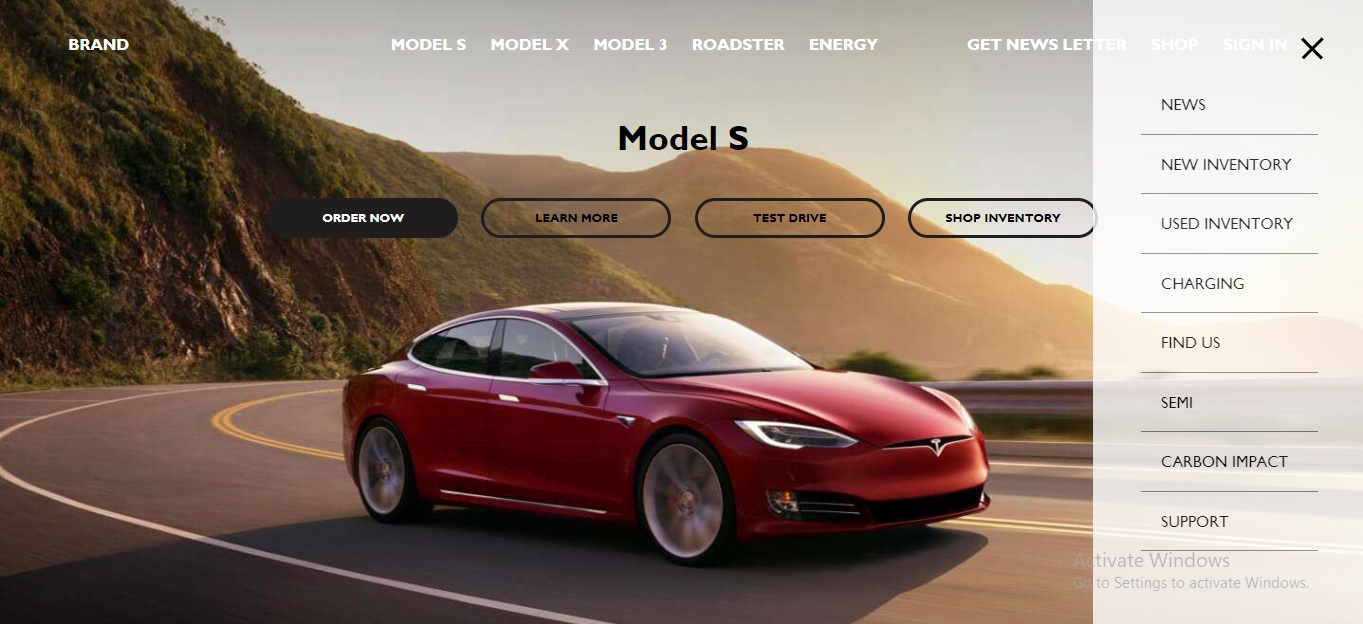 BRAND
MODEL S MODEL X MODEL 3 ROADSTER ENERGY
GET NEWS LETTER SHOP SIGN IN
Model S
ORDER NOW LEARN MORE TEST DRIVE SHOP INVENTORY
NEWS
NEW INVENTORY
USED INVENTORY
CHARGING
FIND US
SEMI
CARBON IMPACT
SUPPORT
Activate Windows
Go to Settings to activate Windows.